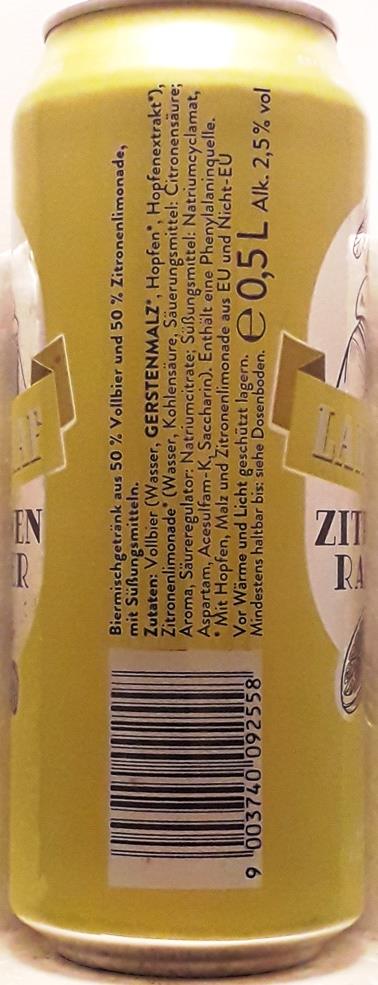 Biermischgetränk aus 50 % Vollbier und 50 % Zitronenlimonade,
mit Süßungsmitteln.
Zutaten: Vollbier (Wasser, GERSTENMALZ*, Hopfen*, Hopfenextrakt*),
Zitronenlimonade* (Wasser, Kohlensäure, Säuerungsmittel: Citronensäure;
Aroma, Säureregulator: Natriumcitrate; Süßungsmittel: Natriumcyclamat,
Aspartam, Acesulfam-K, Saccharin). Enthält eine Phenylalaninquelle.
* Mit Hopfen, Malz und Zitronenlimonade aus EU und Nicht-EU
Vor Wärme und Licht geschützt lagern.
Mindestens haltbar bis: siehe Dosenboden.
e 0,5 L Alk. 2,5 % vol
9 003740 092558
EN
R
LA
ZIT
RA